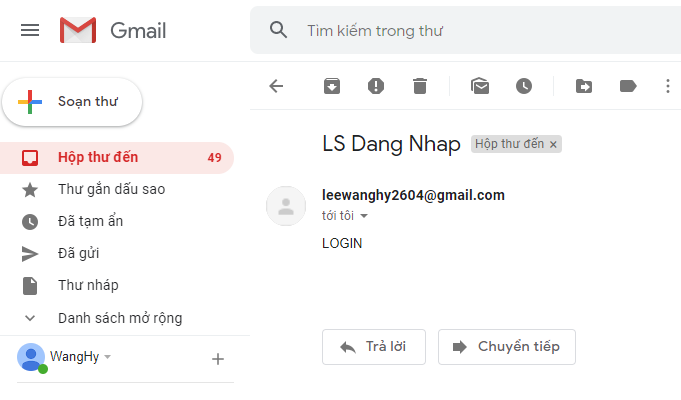 Gmail
Tìm kiếm trong thư
Soạn thư
Hộp thư đến 49
Thư gắn dấu sao
Đã tạm ẩn
Đã gửi
Thư nháp
Danh sách mở rộng
WangHy
LS Dang Nhap Hộp thư đến x
leewanghy2604@gmail.com
tới tôi
LOGIN
Trả lời
Chuyển tiếp